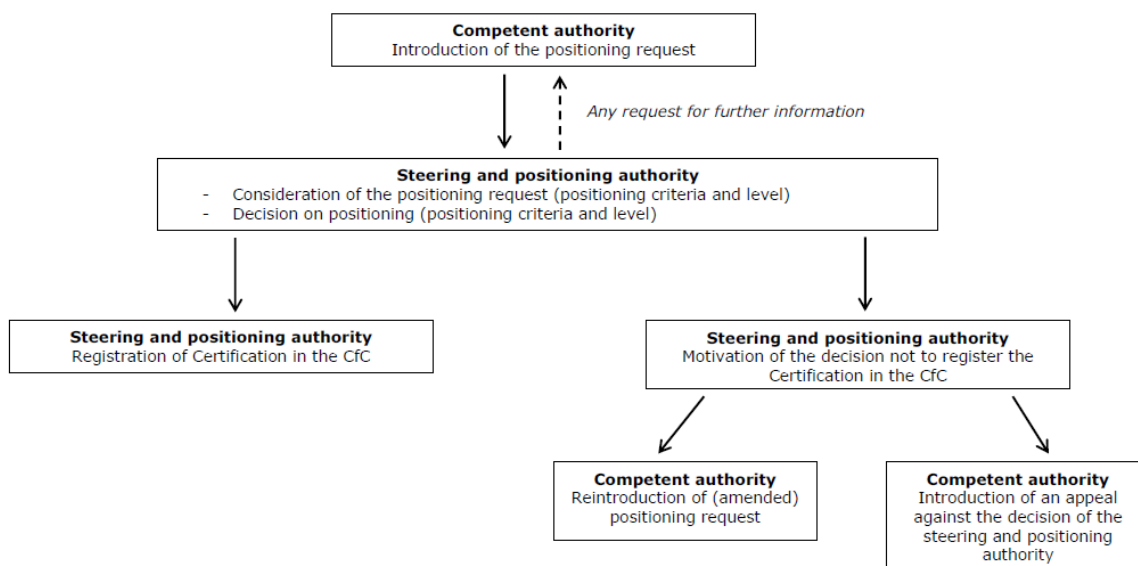 Competent authority
Introduction of the positioning request
Any request for further information
Steering and positioning authority
- Consideration of the positioning request (positioning criteria and level)
- Decision on positioning (positioning criteria and level)
Steering and positioning authority
Registration of Certification in the CfC
Steering and positioning authority
Motivation of the decision not to register the
Certification in the CfC
Competent authority
Reintroduction of (amended)
positioning request
Competent authority
Introduction of an appeal
against the decision of the
steering and positioning
authority